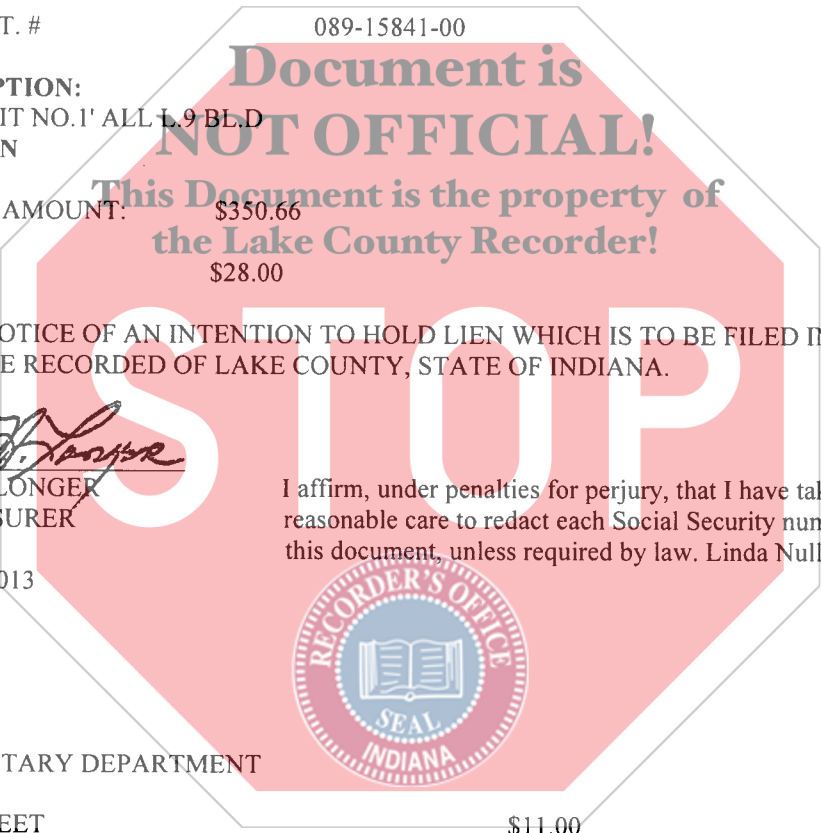 T. # 089-15841-00
Document is
PTION:
IT NO.1' ALL L.9 BL.D
NOT OFFICIAL!
N
This Document is the property of
AMOUNT: $350.66
the Lake County Recorder!
$28.00
OTICE OF AN INTENTION TO HOLD LIEN WHICH IS TO BE FILED IN
E RECORDED OF LAKE COUNTY, STATE OF INDIANA.
STOP
LONGER
SURER
I affirm, under penalties for perjury, that I have tak
reasonable care to redact each Social Security num
this document, unless required by law. Linda Null
013
RECORDER'S OFFICE
SEAL
INDIANA
TARY DEPARTMENT
EET $11.00